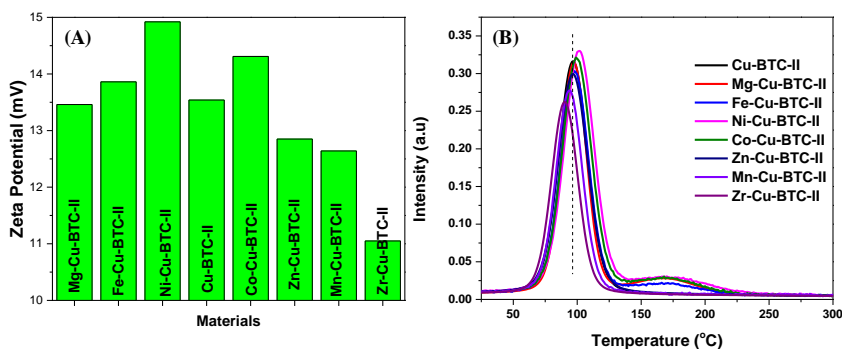 (A)
Zeta Potential (mV)
15
14
13
12
11
10
Mg-Cu-BTC-II
Fe-Cu-BTC-II
Ni-Cu-BTC-II
Cu-BTC-II
Co-Cu-BTC-II
Zn-Cu-BTC-II
Mn-Cu-BTC-II
Zr-Cu-BTC-II
Materials
(B)
Intensity (a.u)
0.35
0.30
0.25
0.20
0.15
0.10
0.05
0.00
Cu-BTC-II
Mg-Cu-BTC-II
Fe-Cu-BTC-II
Ni-Cu-BTC-II
Co-Cu-BTC-II
Zn-Cu-BTC-II
Mn-Cu-BTC-II
Zr-Cu-BTC-II
50 100 150 200 250 300
Temperature (°C)